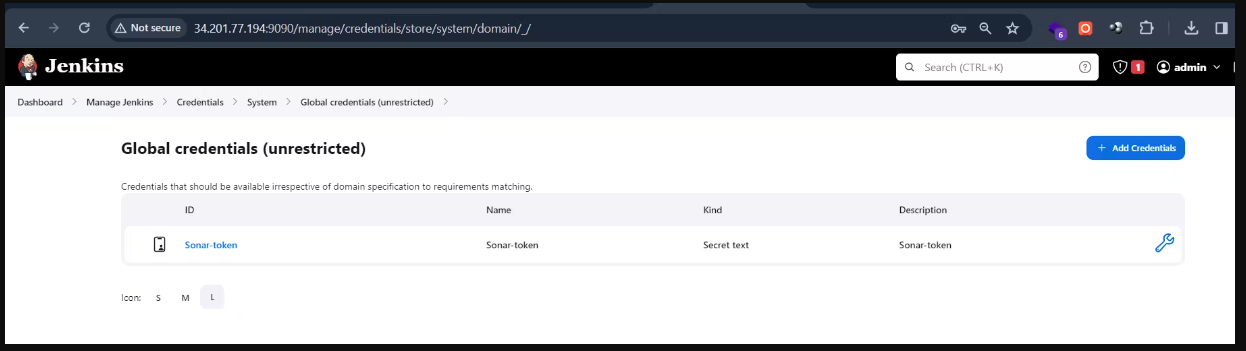 Not secure 34.201.77.194:9090/manage/credentials/store/system/domain/_/
6
Jenkins
Search (CTRL+K) ?
1
admin
Dashboard > Manage Jenkins > Credentials > System > Global credentials (unrestricted) >
Global credentials (unrestricted)
+ Add Credentials
Credentials that should be available irrespective of domain specification to requirements matching.
ID Name Kind Description
Sonar-token Sonar-token Secret text Sonar-token
Icon: S M L